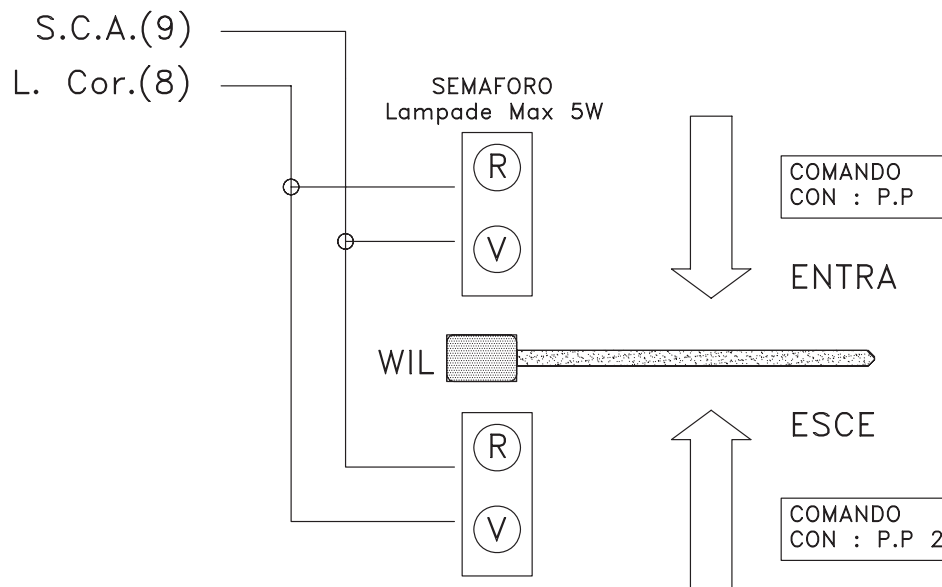 S.C.A.(9)
L. Cor.(8)
SEMAFORO
Lampade Max 5W
R
V
COMANDO
CON : P.P
ENTRA
WIL
R
V
ESCE
COMANDO
CON : P.P 2